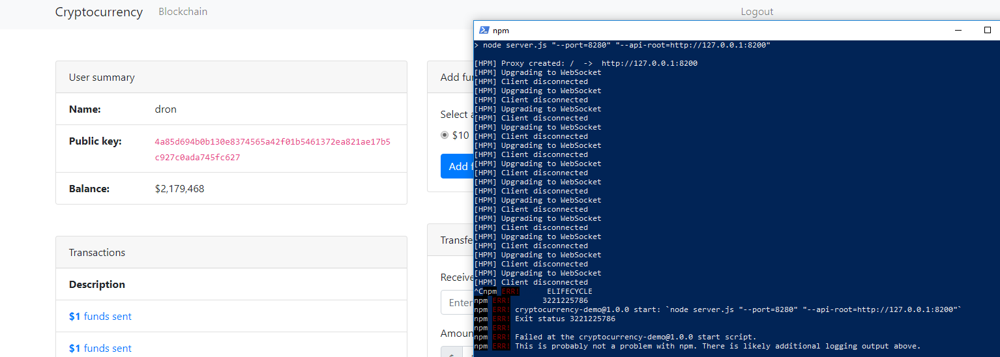 Cryptocurrency Blockchain Logout
User summary
Name: dron
Public key: 4a85d694b0b130e8374565a42f01b5461372ea821ae17b5
c927c0ada745fc627
Balance: $2,179,468
Transactions
Description
$1 funds sent
$1 funds sent
Add fu
Select a
$10
Add f
Transfe
Receive
Enter
Amoun
$
npm
> node server.js "--port=8280" "--api-root=http://127.0.0.1:8200"
[HPM] Proxy created: / -> http://127.0.0.1:8200
[HPM] Upgrading to WebSocket
[HPM] Client disconnected
[HPM] Upgrading to WebSocket
[HPM] Client disconnected
[HPM] Upgrading to WebSocket
[HPM] Client disconnected
[HPM] Upgrading to WebSocket
[HPM] Client disconnected
[HPM] Upgrading to WebSocket
[HPM] Client disconnected
[HPM] Upgrading to WebSocket
[HPM] Client disconnected
[HPM] Upgrading to WebSocket
[HPM] Client disconnected
[HPM] Upgrading to WebSocket
[HPM] Client disconnected
[HPM] Upgrading to WebSocket
[HPM] Client disconnected
[HPM] Upgrading to WebSocket
[HPM] Client disconnected
[HPM] Upgrading to WebSocket
[HPM] Client disconnected
[HPM] Upgrading to WebSocket
[HPM] Client disconnected
^Cnpm ERR! ELIFECYCLE
npm ERR! 3221225786
npm ERR! cryptocurrency-demo@1.0.0 start: `node server.js "--port=8280" "--api-root=http://127.0.0.1:8200"`
npm ERR! Exit status 3221225786
npm ERR!
npm ERR! Failed at the cryptocurrency-demo@1.0.0 start script.
npm ERR! This is probably not a problem with npm. There is likely additional logging output above.